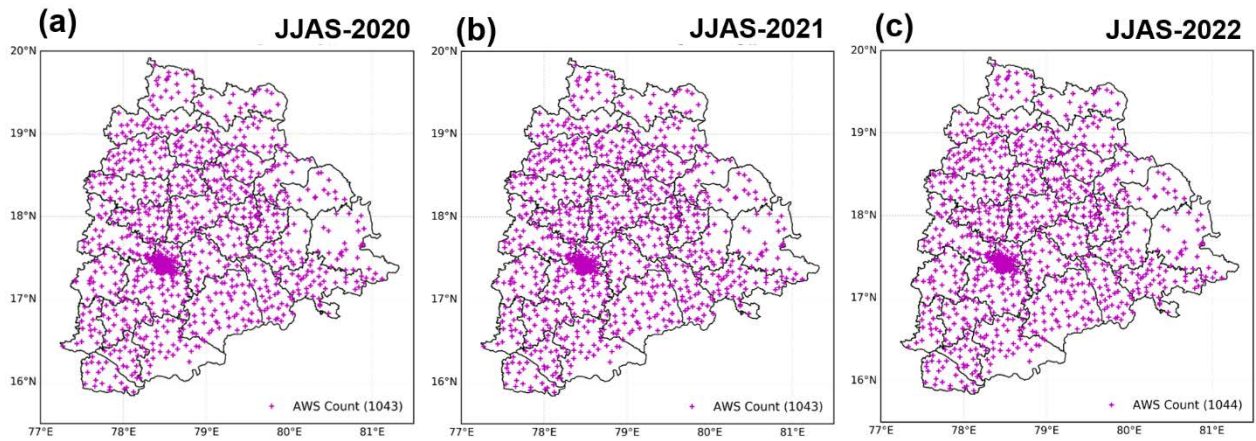 (a) JJAS-2020
20°N
19°N
18°N
17°N
16°N
AWS Count (1043)
77°E 78°E 79°E 80°E 81°E
(b) JJAS-2021
20°N
19°N
18°N
17°N
16°N
AWS Count (1043)
77°E 78°E 79°E 80°E 81°E
(c) JJAS-2022
20°N
19°N
18°N
17°N
16°N
AWS Count (1044)
77°E 78°E 79°E 80°E 81°E